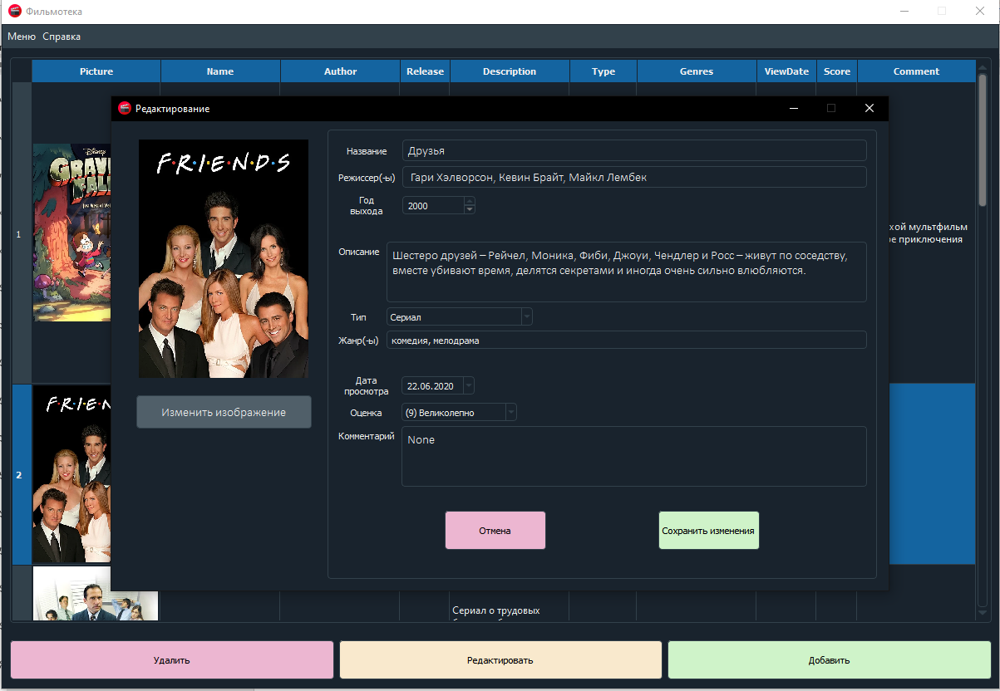 Фильмотека
Меню Справка
Picture Name Author Release Description Type Genres ViewDate Score Comment
Редактирование
F·R·I·E·N·D·S
Название Друзья
Режиссер(-ы) Гари Хэлворсон, Кевин Брайт, Майкл Лембек
Год
выхода
2000
Описание
Шестеро друзей – Рейчел, Моника, Фиби, Джоуи, Чендлер и Росс – живут по соседству,
вместе убивают время, делятся секретами и иногда очень сильно влюбляются.
Тип Сериал
Жанр(-ы) комедия, мелодрама
Дата
просмотра
22.06.2020
Оценка (9) Великолепно
Комментарий
None
Изменить изображение
Отмена Сохранить изменения
1
Disney
GRAV
FAL
хой мультфильм
ие приключения
2
F·R·I·E·N
Сериал о трудовых
Удалить Редактировать Добавить